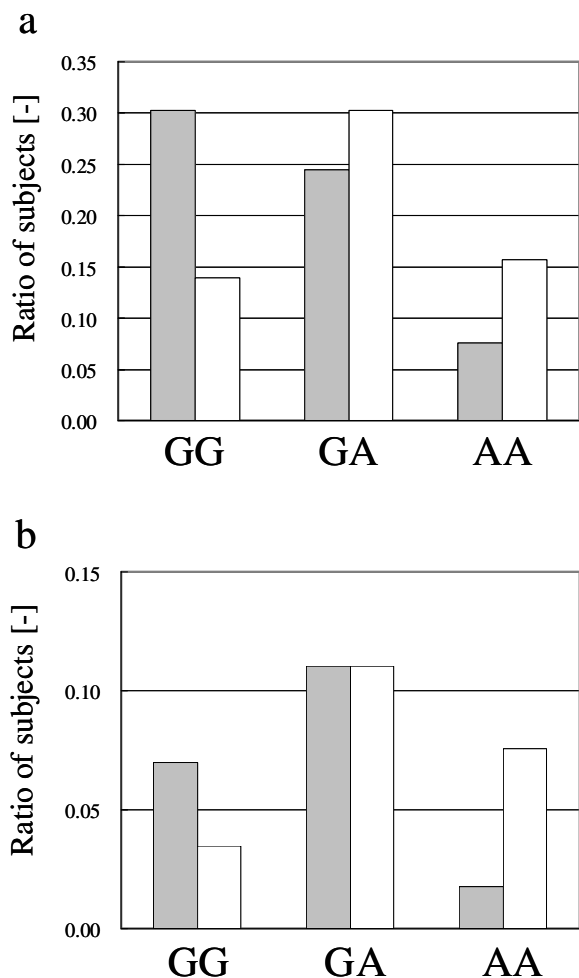 a
Ratio of subjects [-]
0.35
0.30
0.25
0.20
0.15
0.10
0.05
0.00
GG GA AA
b
Ratio of subjects [-]
0.15
0.10
0.05
0.00
GG GA AA